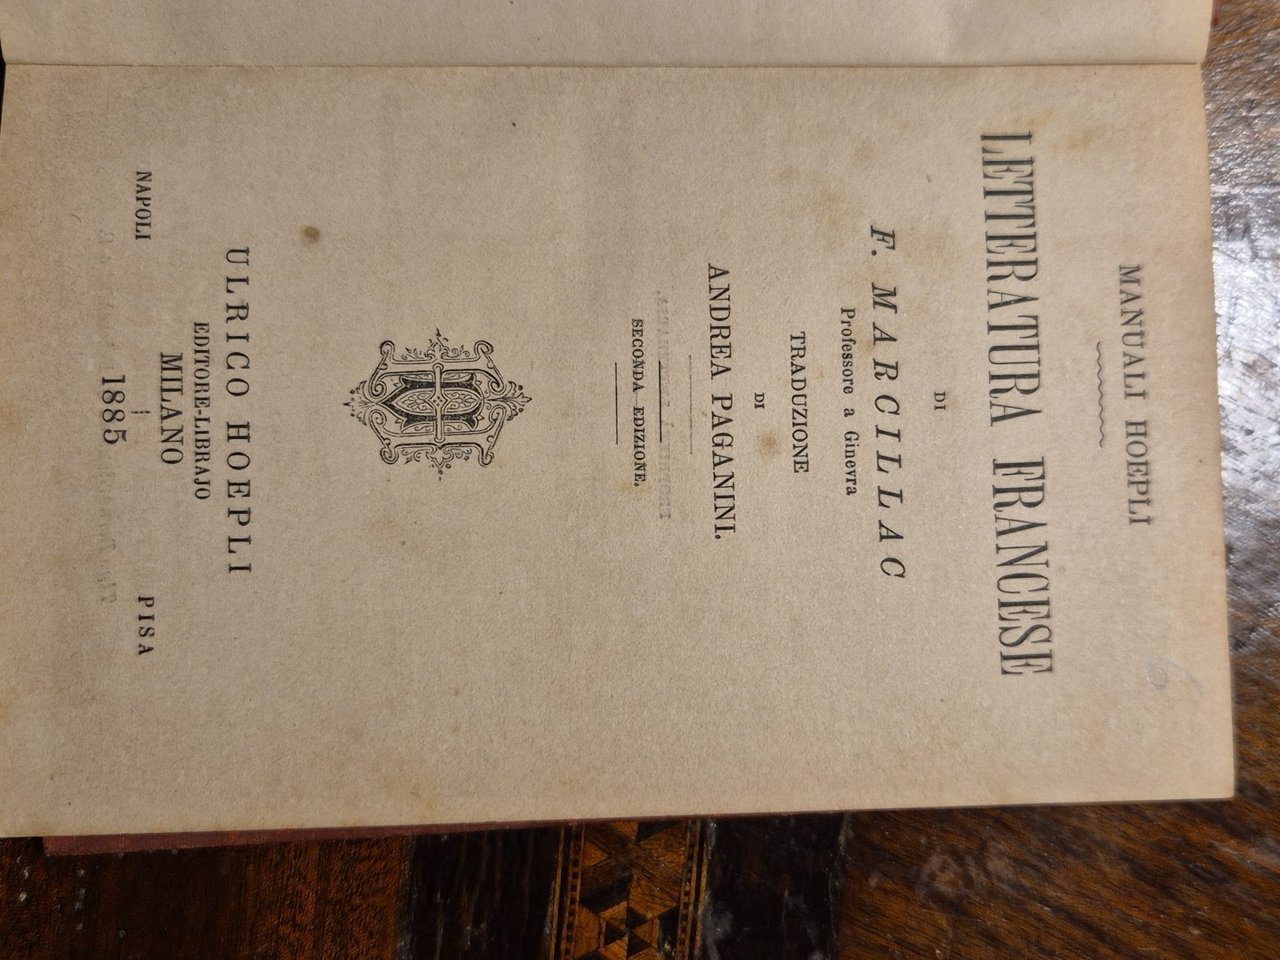 MANUALI HOEPLI
LETTERATURA FRANCESE
DI
F. MARCILLAC
Professore a Ginevra
TRADUZIONE
DI
ANDREA PAGANINI.
SECONDA EDIZIONE.
ULRICO HOEPLI
EDITORE-LIBRAJO
NAPOLI MILANO PISA
1885